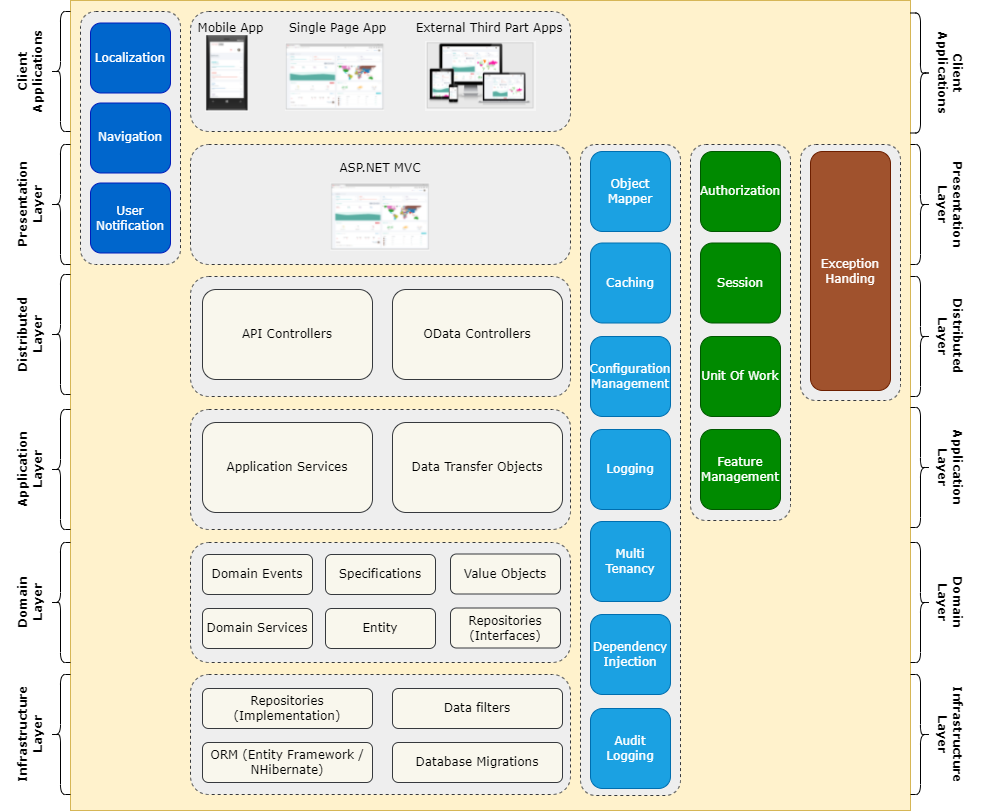 Client
Applications
Presentation
Layer
Distributed
Layer
Application
Layer
Domain
Layer
Infrastructure
Layer
Localization
Navigation
User
Notification
Mobile App
Single Page App
External Third Part Apps
ASP.NET MVC
API Controllers
OData Controllers
Application Services
Data Transfer Objects
Domain Events
Specifications
Value Objects
Domain Services
Entity
Repositories
(Interfaces)
Repositories
(Implementation)
Data filters
ORM (Entity Framework /
NHibernate)
Database Migrations
Object
Mapper
Caching
Configuration
Management
Logging
Multi
Tenancy
Dependency
Injection
Audit
Logging
Authorization
Session
Unit Of Work
Feature
Management
Exception
Handing
Client
Applications
Presentation
Layer
Distributed
Layer
Application
Layer
Domain
Layer
Infrastructure
Layer